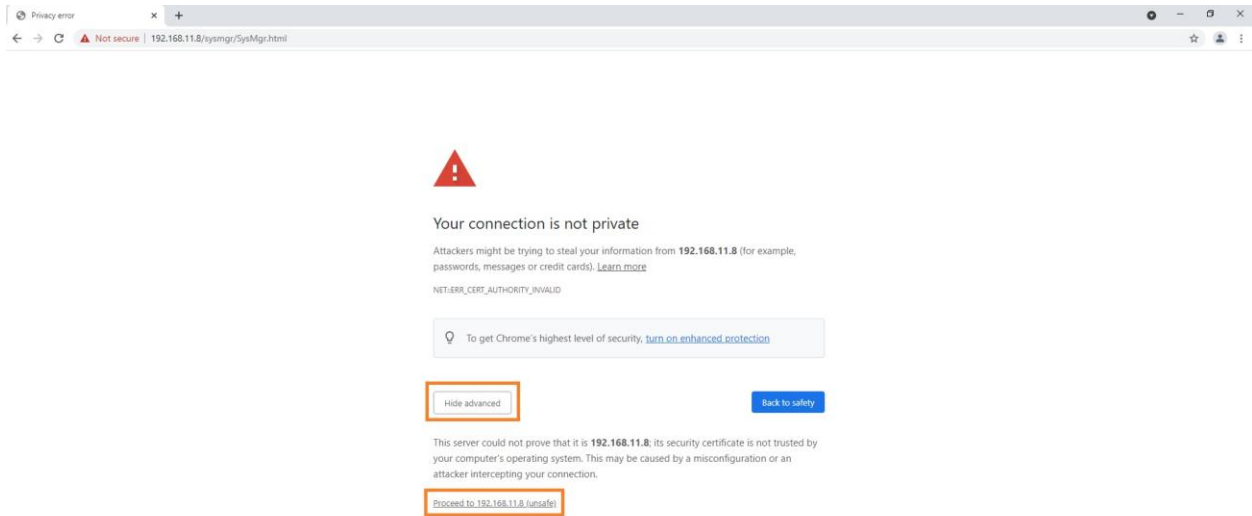 Privacy error
Not secure | 192.168.11.8/sysmgr/SysMgr.html
Your connection is not private
Attackers might be trying to steal your information from 192.168.11.8 (for example,
passwords, messages or credit cards). Learn more
NET::ERR_CERT_AUTHORITY_INVALID
To get Chrome's highest level of security, turn on enhanced protection
Hide advanced
Back to safety
This server could not prove that it is 192.168.11.8; its security certificate is not trusted by
your computer's operating system. This may be caused by a misconfiguration or an
attacker intercepting your connection.
Proceed to 192.168.11.8 (unsafe)